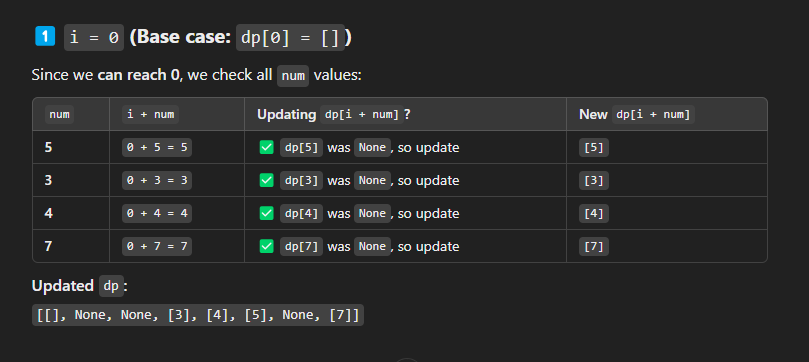 1 i = 0 (Base case: dp[0] = [])
Since we can reach 0, we check all num values:
num i + num Updating dp[i + num]? New dp[i + num]
5 0 + 5 = 5 ✅ dp[5] was None, so update [5]
3 0 + 3 = 3 ✅ dp[3] was None, so update [3]
4 0 + 4 = 4 ✅ dp[4] was None, so update [4]
7 0 + 7 = 7 ✅ dp[7] was None, so update [7]
Updated dp:
[[], None, None, [3], [4], [5], None, [7]]